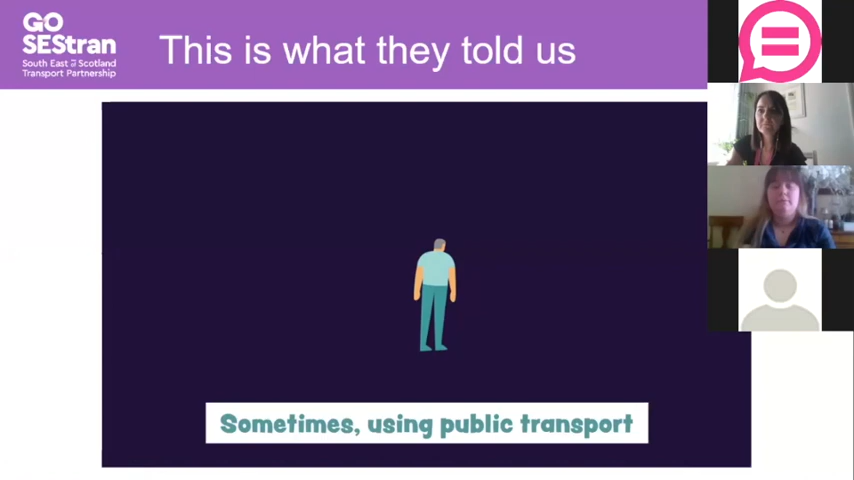 GO
SEStran
South East of Scotland
Transport Partnership
This is what they told us
Sometimes, using public transport